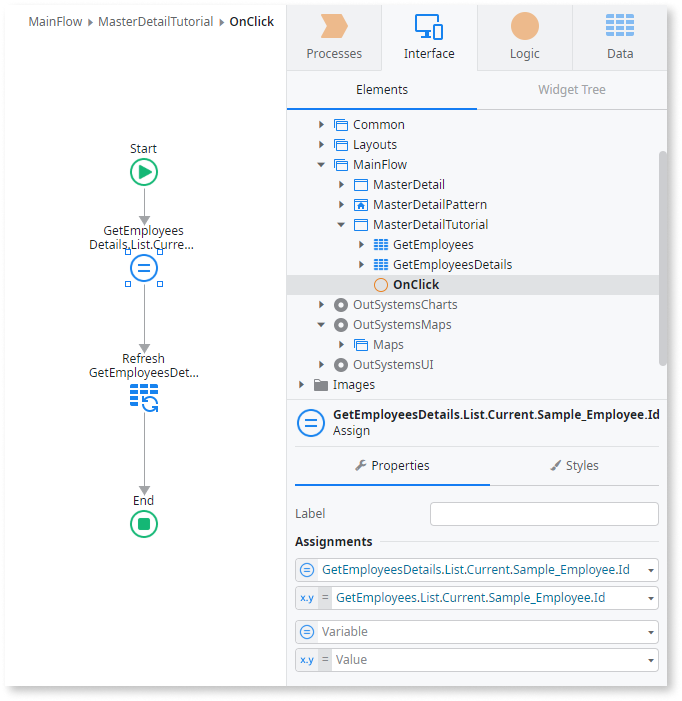 MainFlow MasterDetailTutorial OnClick
Start
GetEmployees
Details.List.Curre...
Refresh
GetEmployeesDet...
End
Processes
Interface
Logic
Data
Elements
Widget Tree
Common
Layouts
MainFlow
MasterDetail
MasterDetailPattern
MasterDetailTutorial
GetEmployees
GetEmployeesDetails
OnClick
OutSystemsCharts
OutSystemsMaps
Maps
OutSystemsUI
Images
GetEmployeesDetails.List.Current.Sample_Employee.Id
Assign
Properties
Styles
Label
Assignments
GetEmployeesDetails.List.Current.Sample_Employee.Id
x.y = GetEmployees.List.Current.Sample_Employee.Id
Variable
x.y = Value